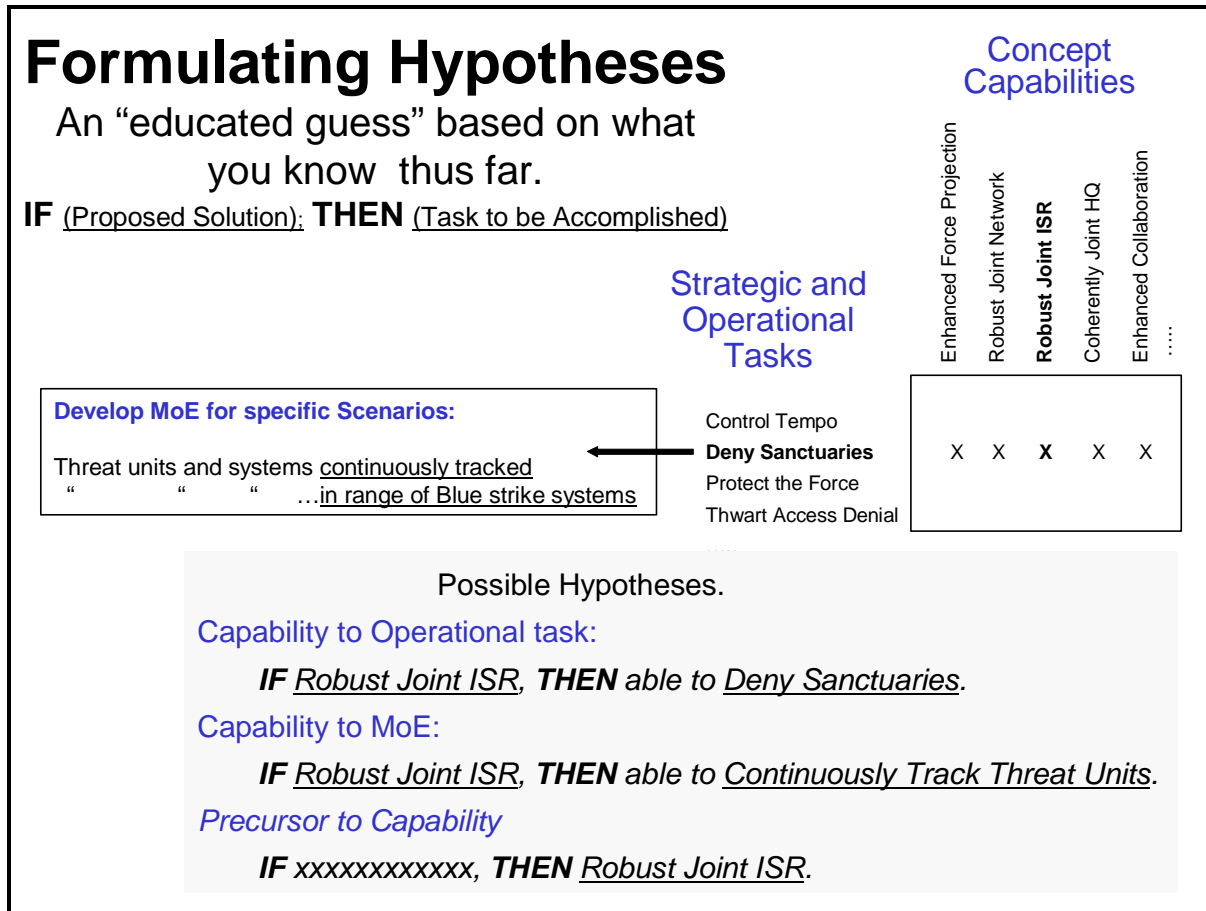 Formulating Hypotheses
An “educated guess” based on what
you know thus far.
IF (Proposed Solution); THEN (Task to be Accomplished)
Concept
Capabilities
Enhanced Force Projection
Robust Joint Network
Robust Joint ISR
Coherently Joint HQ
Enhanced Collaboration
…..
Strategic and
Operational
Tasks
Control Tempo
Deny Sanctuaries
Protect the Force
Thwart Access Denial
…..
X X X X X
Develop MoE for specific Scenarios:
Threat units and systems continuously tracked
“ “ “ …in range of Blue strike systems
Possible Hypotheses.
Capability to Operational task:
IF Robust Joint ISR, THEN able to Deny Sanctuaries.
Capability to MoE:
IF Robust Joint ISR, THEN able to Continuously Track Threat Units.
Precursor to Capability
IF xxxxxxxxxxxx, THEN Robust Joint ISR.